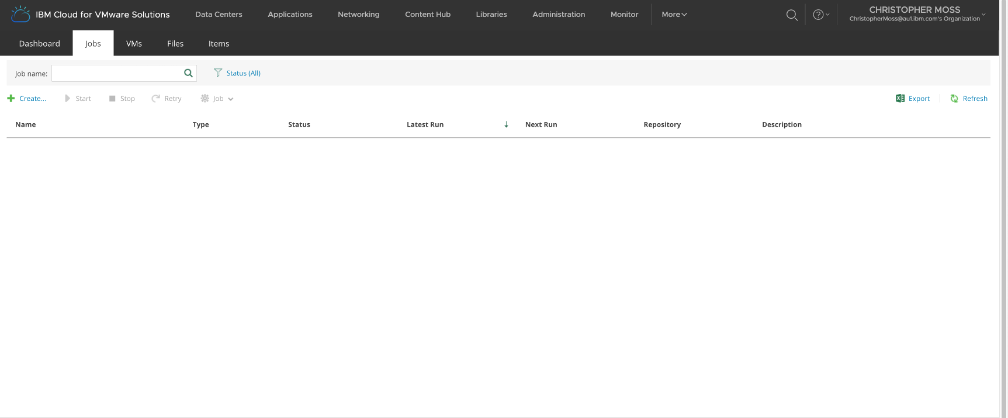 IBM Cloud for VMware Solutions Data Centers Applications Networking Content Hub Libraries Administration Monitor More CHRISTOPHER MOSS
ChristopherMoss@au1.ibm.com's Organization
Dashboard Jobs VMs Files Items
Job name: Status (All)
Create... Start Stop Retry Job Export Refresh
Name Type Status Latest Run Next Run Repository Description